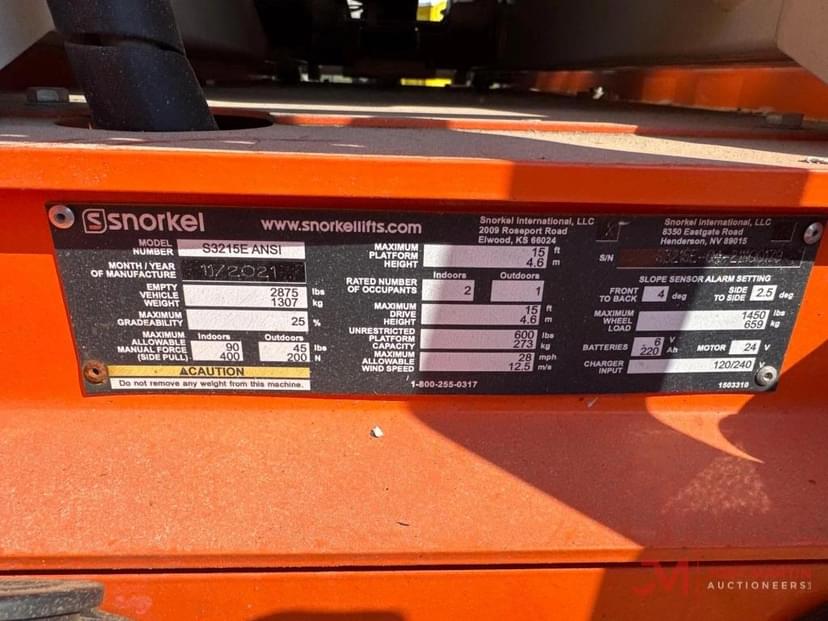 snorkel
www.snorkellifts.com
Snorkel International, LLC
2009 Roseport Road
Elwood, KS 66024
Snorkel International, LLC
8350 Eastgate Road
Henderson, NV 89015
MODEL NUMBER S3215E ANSI
MONTH / YEAR OF MANUFACTURE 11/2021
EMPTY VEHICLE WEIGHT 2875 lbs
1307 kg
MAXIMUM GRADEABILITY 25 %
MAXIMUM ALLOWABLE MANUAL FORCE (SIDE PULL)
Indoors Outdoors
90 45 lbs
400 200 N
CAUTION
Do not remove any weight from this machine.
MAXIMUM PLATFORM HEIGHT 15 ft
4.6 m
RATED NUMBER OF OCCUPANTS
Indoors Outdoors
2 1
MAXIMUM DRIVE HEIGHT 15 ft
4.6 m
UNRESTRICTED PLATFORM CAPACITY 600 lbs
273 kg
MAXIMUM ALLOWABLE WIND SPEED 28 mph
12.5 m/s
1-800-255-0317
S/N
SLOPE SENSOR ALARM SETTING
FRONT TO BACK 4 deg SIDE TO SIDE 2.5 deg
MAXIMUM WHEEL LOAD 1450 lbs
659 kg
BATTERIES 6 V
220 Ah
MOTOR 24 V
CHARGER INPUT 120/240 V
1503310
AUCTIONEERS